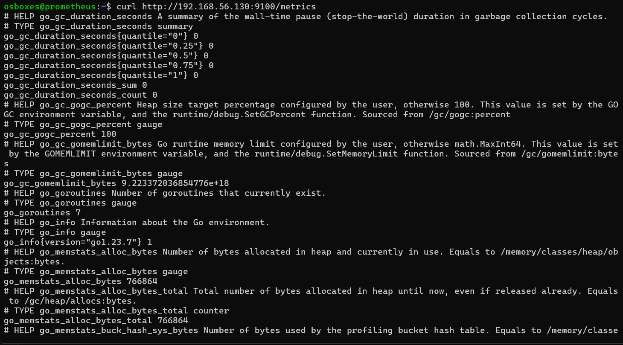 osboxes@prometheus:~$ curl http://192.168.56.130:9100/metrics
# HELP go_gc_duration_seconds A summary of the wall-time pause (stop-the-world) duration in garbage collection cycles.
# TYPE go_gc_duration_seconds summary
go_gc_duration_seconds{quantile="0"} 0
go_gc_duration_seconds{quantile="0.25"} 0
go_gc_duration_seconds{quantile="0.5"} 0
go_gc_duration_seconds{quantile="0.75"} 0
go_gc_duration_seconds{quantile="1"} 0
go_gc_duration_seconds_sum 0
go_gc_duration_seconds_count 0
# HELP go_gc_gogc_percent Heap size target percentage configured by the user, otherwise 100. This value is set by the GO
GC environment variable, and the runtime/debug.SetGCPercent function. Sourced from /gc/gogc:percent
# TYPE go_gc_gogc_percent gauge
go_gc_gogc_percent 100
# HELP go_gc_gomemlimit_bytes Go runtime memory limit configured by the user, otherwise math.MaxInt64. This value is set
 by the GOMEMLIMIT environment variable, and the runtime/debug.SetMemoryLimit function. Sourced from /gc/gomemlimit:byte
s
# TYPE go_gc_gomemlimit_bytes gauge
go_gc_gomemlimit_bytes 9.223372036854776e+18
# HELP go_goroutines Number of goroutines that currently exist.
# TYPE go_goroutines gauge
go_goroutines 7
# HELP go_info Information about the Go environment.
# TYPE go_info gauge
go_info{version="go1.23.7"} 1
# HELP go_memstats_alloc_bytes Number of bytes allocated in heap and currently in use. Equals to /memory/classes/heap/ob
jects:bytes.
# TYPE go_memstats_alloc_bytes gauge
go_memstats_alloc_bytes 766864
# HELP go_memstats_alloc_bytes_total Total number of bytes allocated in heap until now, even if released already. Equals
 to /gc/heap/allocs:bytes.
# TYPE go_memstats_alloc_bytes_total counter
go_memstats_alloc_bytes_total 766864
# HELP go_memstats_buck_hash_sys_bytes Number of bytes used by the profiling bucket hash table. Equals to /memory/classe